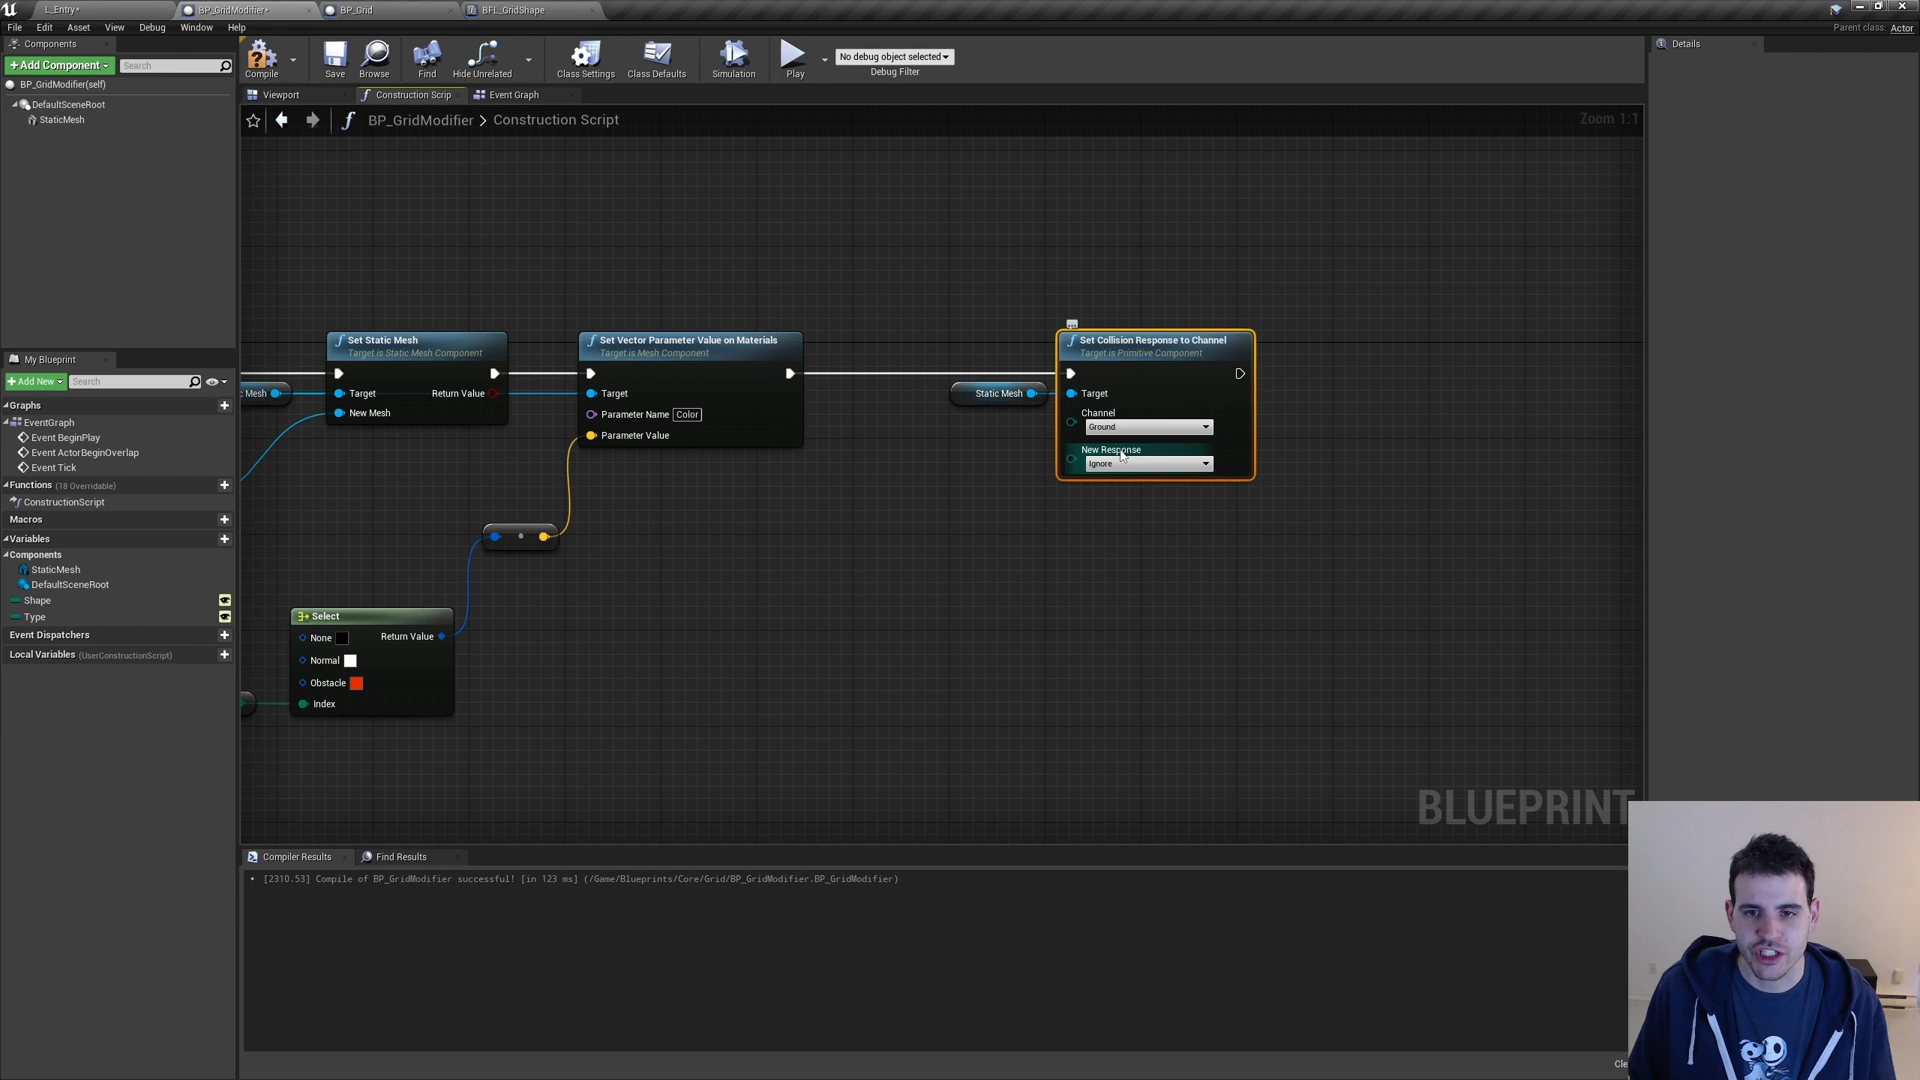 L_Entry•
BP_GridModifier•
BP_Grid
BFL_GridShape
File
Edit
Asset
View
Debug
Window
Help
Parent class: Actor
Components
+Add Component
Search
BP_GridModifier(self)
DefaultSceneRoot
StaticMesh
Compile
Save
Browse
Find
Hide Unrelated
Class Settings
Class Defaults
Simulation
Play
No debug object selected
Debug Filter
Details
Viewport
Construction Scrip
Event Graph
BP_GridModifier > Construction Script
Zoom 1:1
Set Static Mesh
Target is Static Mesh Component
Mesh
Target
Return Value
New Mesh
Set Vector Parameter Value on Materials
Target is Mesh Component
Target
Parameter Name Color
Parameter Value
Static Mesh
Set Collision Response to Channel
Target is Primitive Component
Target
Channel
Ground
New Response
Ignore
Select
None
Return Value
Normal
Obstacle
Index
BLUEPRINT
My Blueprint
+Add New
Search
Graphs
EventGraph
Event BeginPlay
Event ActorBeginOverlap
Event Tick
Functions (18 Overridable)
ConstructionScript
Macros
Variables
Components
StaticMesh
DefaultSceneRoot
Shape
Type
Event Dispatchers
Local Variables (UserConstructionScript)
Compiler Results
Find Results
[2310.53] Compile of BP_GridModifier successful! [in 123 ms] (/Game/Blueprints/Core/Grid/BP_GridModifier.BP_GridModifier)